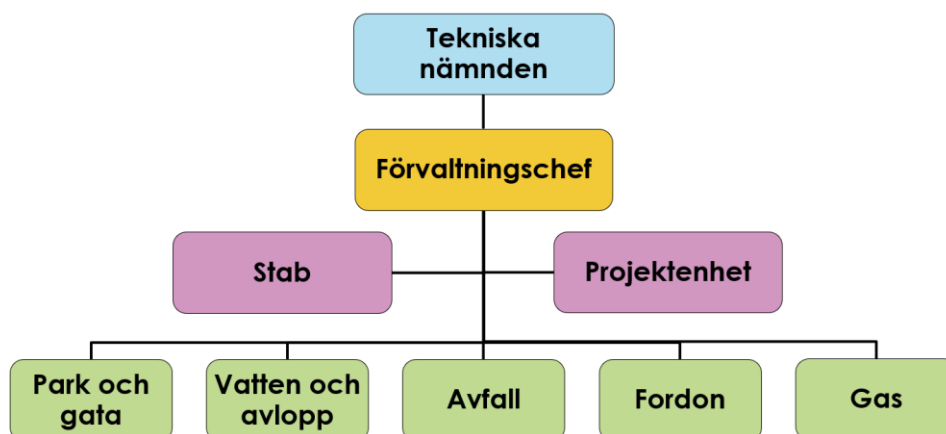 Tekniska
nämnden
Förvaltningschef
Stab
Projektenhet
Park och
gata
Vatten och
avlopp
Avfall
Fordon
Gas